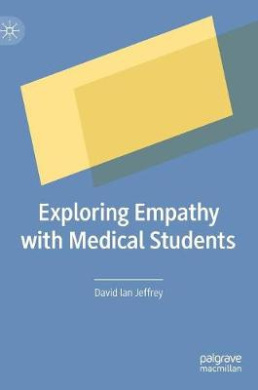 Exploring Empathy
with Medical Students
David Ian Jeffrey
palgrave
macmillan